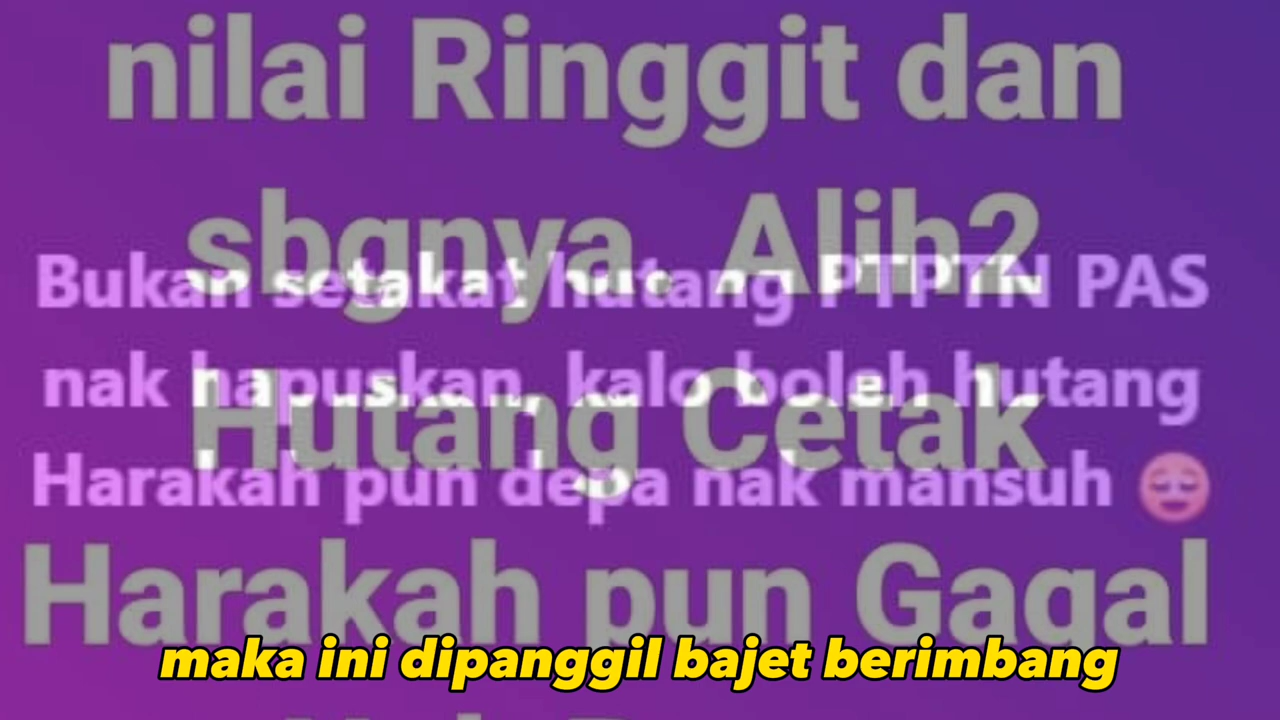 nilai Ringgit dan
sbgnya. Alih2
Hutang Cetak
Harakah pun Gagal
Bukan setakat hutang PTPTN PAS
nak hapuskan, kalo boleh hutang
Harakah pun depa nak mansuh 😔
maka ini dipanggil bajet berimbang